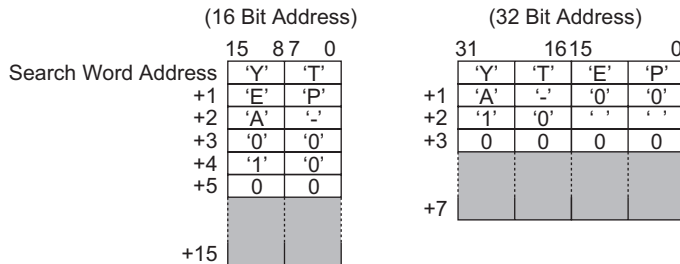 (16 Bit Address) (32 Bit Address)
15 8 7 0 31 16 15 0
Search Word Address ‘Y’ ‘T’ ‘Y’ ‘T’ ‘E’ ‘P’
+1 ‘E’ ‘P’ +1 ‘A’ ‘-’ ‘0’ ‘0’
+2 ‘A’ ‘-’ +2 ‘1’ ‘0’ ‘ ’ ‘ ’
+3 ‘0’ ‘0’ +3 0 0 0 0
+4 ‘1’ ‘0’
+5 0 0
+7
+15